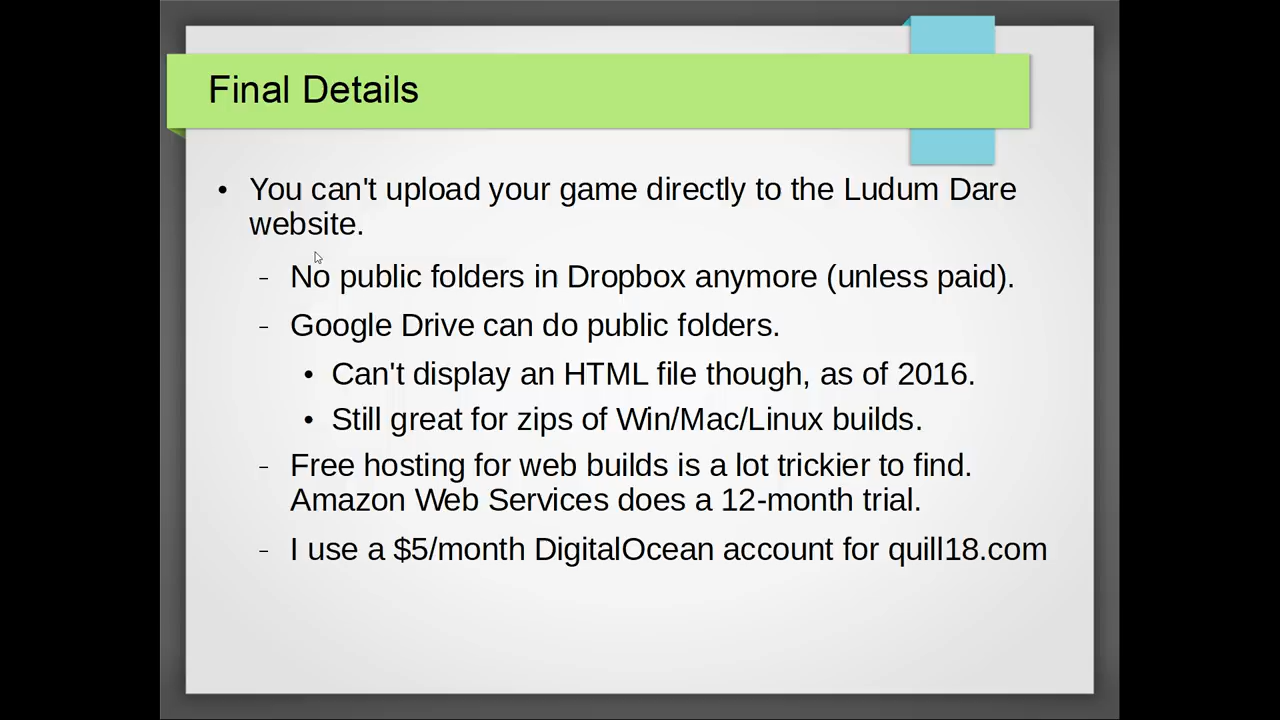 Final Details
• You can't upload your game directly to the Ludum Dare
website.
– No public folders in Dropbox anymore (unless paid).
– Google Drive can do public folders.
• Can't display an HTML file though, as of 2016.
• Still great for zips of Win/Mac/Linux builds.
– Free hosting for web builds is a lot trickier to find.
Amazon Web Services does a 12-month trial.
– I use a $5/month DigitalOcean account for quill18.com